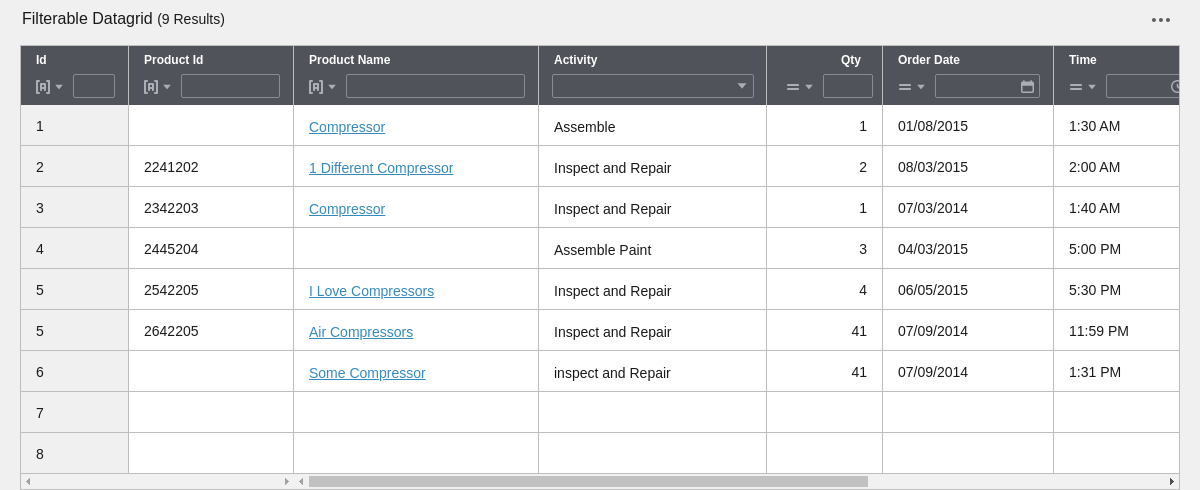 Filterable Datagrid (9 Results)
Id Product Id Product Name Activity Qty Order Date Time
1 Compressor Assemble 1 01/08/2015 1:30 AM
2 2241202 1 Different Compressor Inspect and Repair 2 08/03/2015 2:00 AM
3 2342203 Compressor Inspect and Repair 1 07/03/2014 1:40 AM
4 2445204 Assemble Paint 3 04/03/2015 5:00 PM
5 2542205 I Love Compressors Inspect and Repair 4 06/05/2015 5:30 PM
5 2642205 Air Compressors Inspect and Repair 41 07/09/2014 11:59 PM
6 Some Compressor inspect and Repair 41 07/09/2014 1:31 PM
7
8